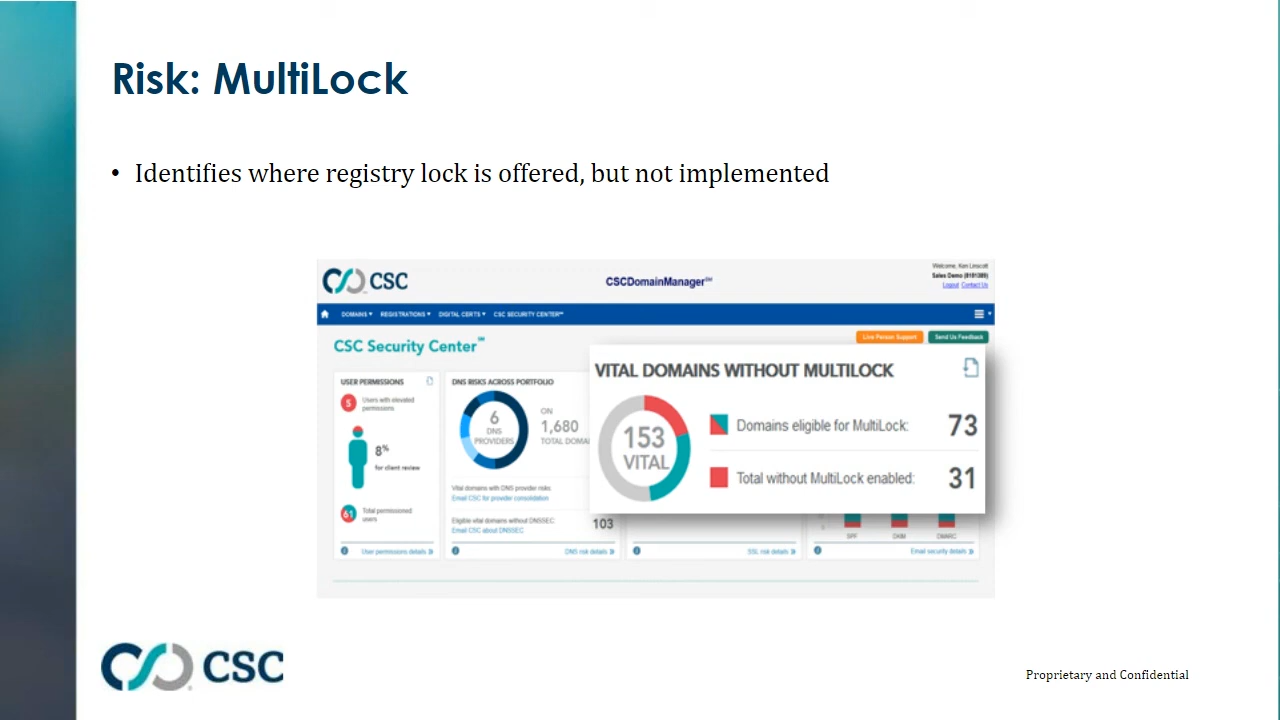 Risk: MultiLock
• Identifies where registry lock is offered, but not implemented
CSC
CSCDomainManager℠
Welcome, Ken Linscott
Sales Demo (8191389)
Logout Contact Us
DOMAINS REGISTRATIONS DIGITAL CERTS CSC SECURITY CENTER℠
Live Person Support Send Us Feedback
CSC Security Center℠
USER PERMISSIONS
5 Users with elevated
permissions
8%
for client review
61 Total permissioned
users
User permissions details »
DNS RISKS ACROSS PORTFOLIO
6
DNS
PROVIDERS
ON
1,680
TOTAL DOMA
Vital domains with DNS provider risks
Email CSC for provider consolidation
Eligible vital domains without DNSSEC: 103
Email CSC about DNSSEC
DNS risk details »
VITAL DOMAINS WITHOUT MULTILOCK
153
VITAL
Domains eligible for MultiLock: 73
Total without MultiLock enabled: 31
SSL risk details »
SPF DKIM DMARC
Email security details »
CSC
Proprietary and Confidential